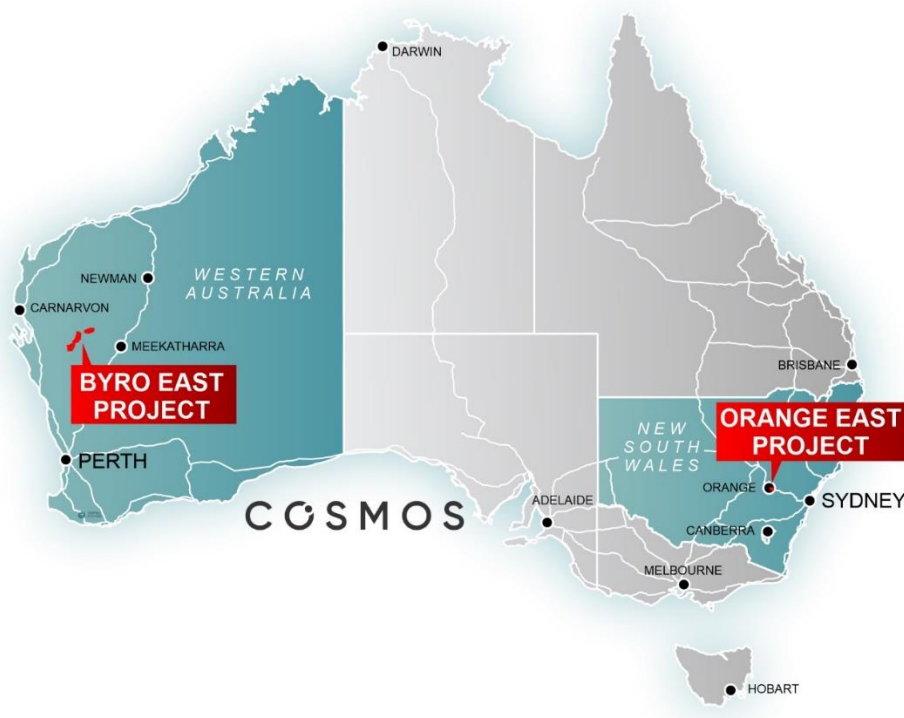 DARWIN
NEWMAN
WESTERN
AUSTRALIA
CARNARVON
MEEKATHARRA
BYRO EAST
PROJECT
BRISBANE
ORANGE EAST
PROJECT
NEW
SOUTH
WALES
PERTH
ORANGE
SYDNEY
COSMOS
ADELAIDE
CANBERRA
MELBOURNE
HOBART